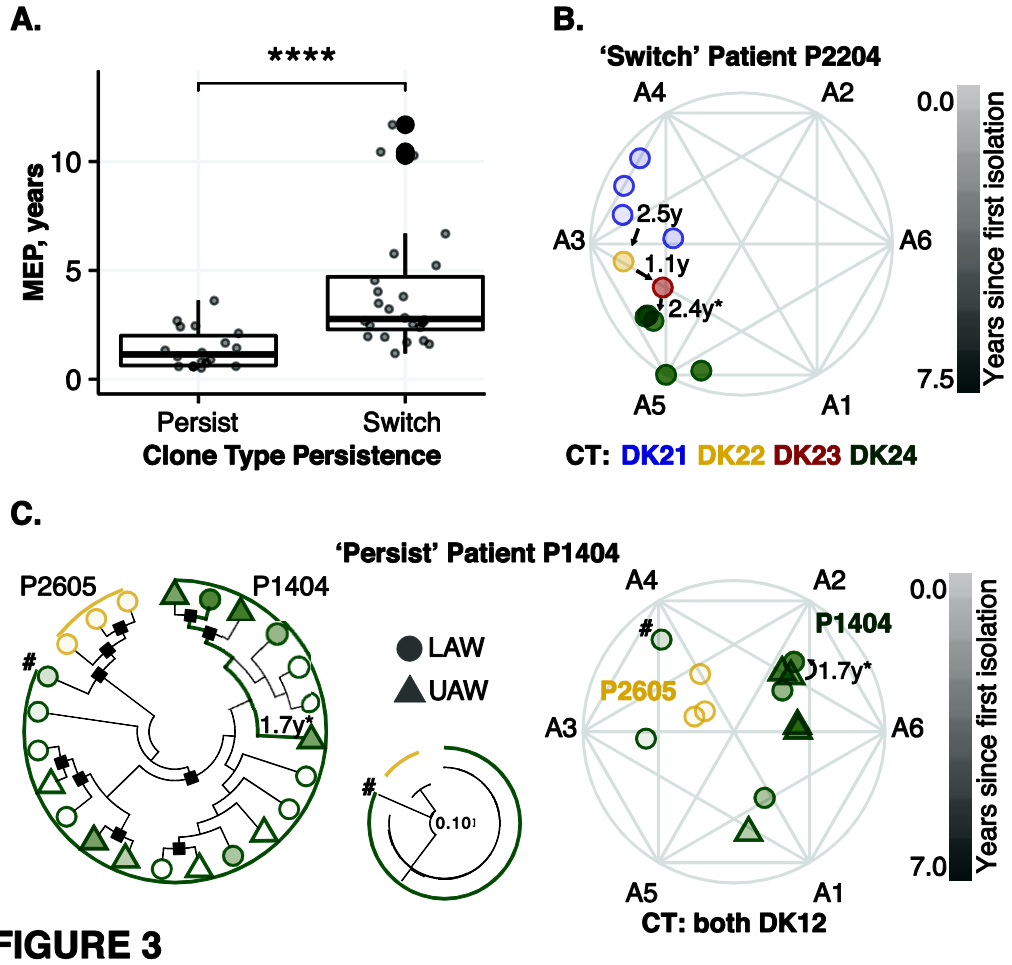 A.
****
MEP, years
10
5
0
Persist
Switch
Clone Type Persistence
B.
‘Switch’ Patient P2204
A4
A2
A3
A6
A5
A1
2.5y
1.1y
2.4y*
0.0
7.5
Years since first isolation
CT: DK21 DK22 DK23 DK24
C.
‘Persist’ Patient P1404
P2605
P1404
#
1.7y*
LAW
UAW
#
0.10
A4
A2
#
P1404
1.7y*
P2605
A3
A6
A5
A1
0.0
7.0
Years since first isolation
CT: both DK12
FIGURE 3